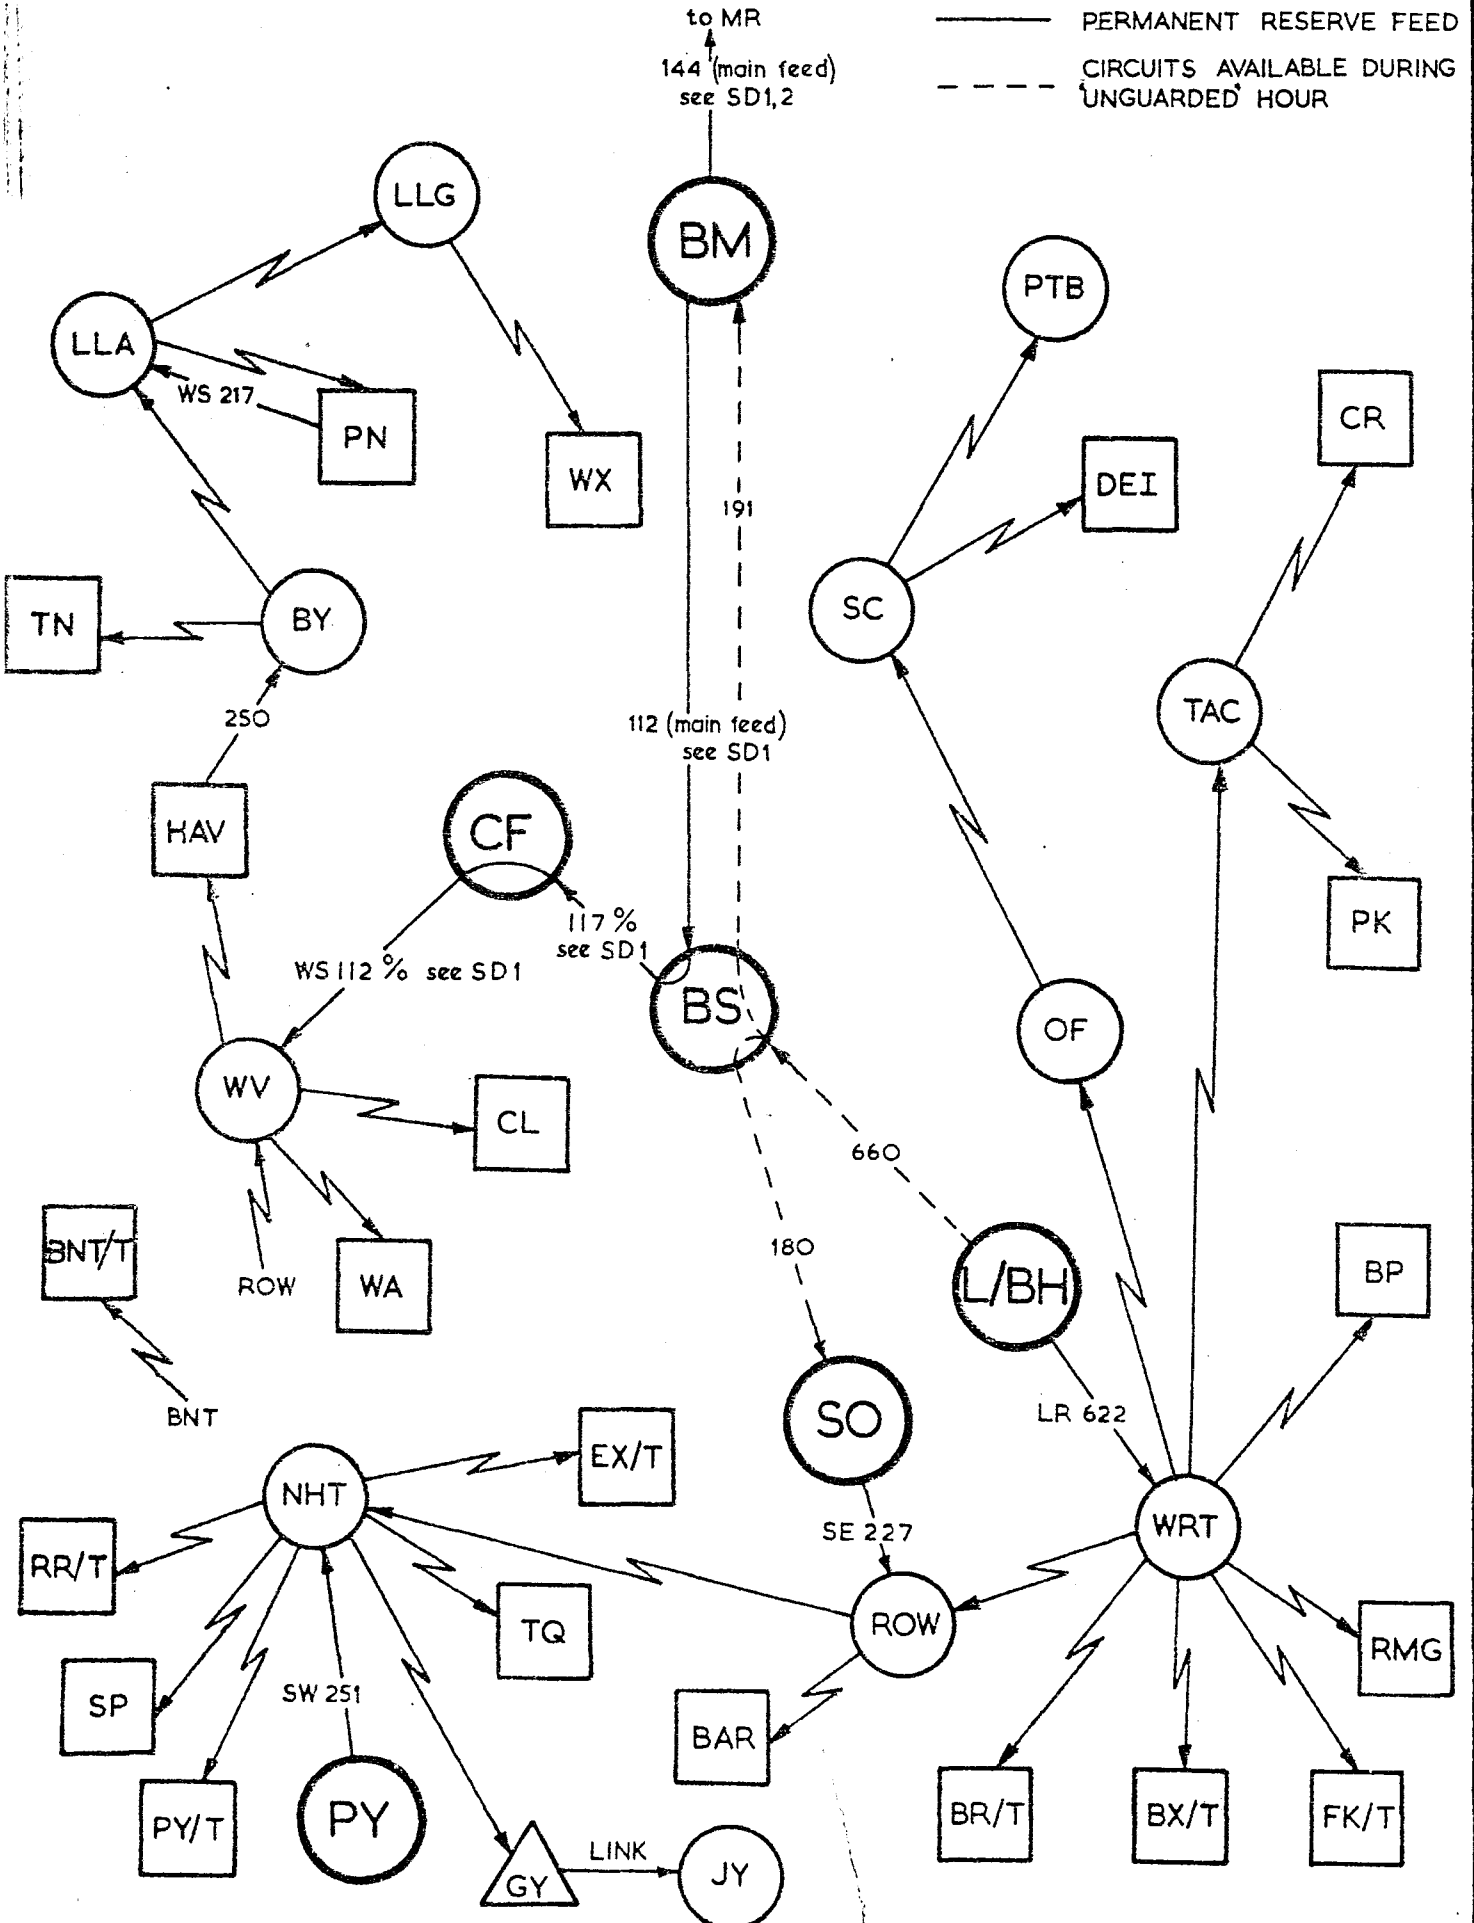 to MR
144 (main feed)
see SD1,2
PERMANENT RESERVE FEED
CIRCUITS AVAILABLE DURING
'UNGUARDED' HOUR
LLG
BM
PTB
LLA
WS 217
PN
WX
CR
DEI
191
TN
BY
SC
TAC
250
112 (main feed)
see SD1
HAV
CF
117 %
see SD1
PK
WS 112 % see SD1
BS
OF
WV
CL
660
BNT/T
ROW
WA
180
L/BH
BP
BNT
SO
LR 622
NHT
EX/T
SE 227
WRT
RR/T
TQ
ROW
RMG
SP
SW 251
BAR
PY/T
PY
BR/T
BX/T
FK/T
LINK
GY
JY